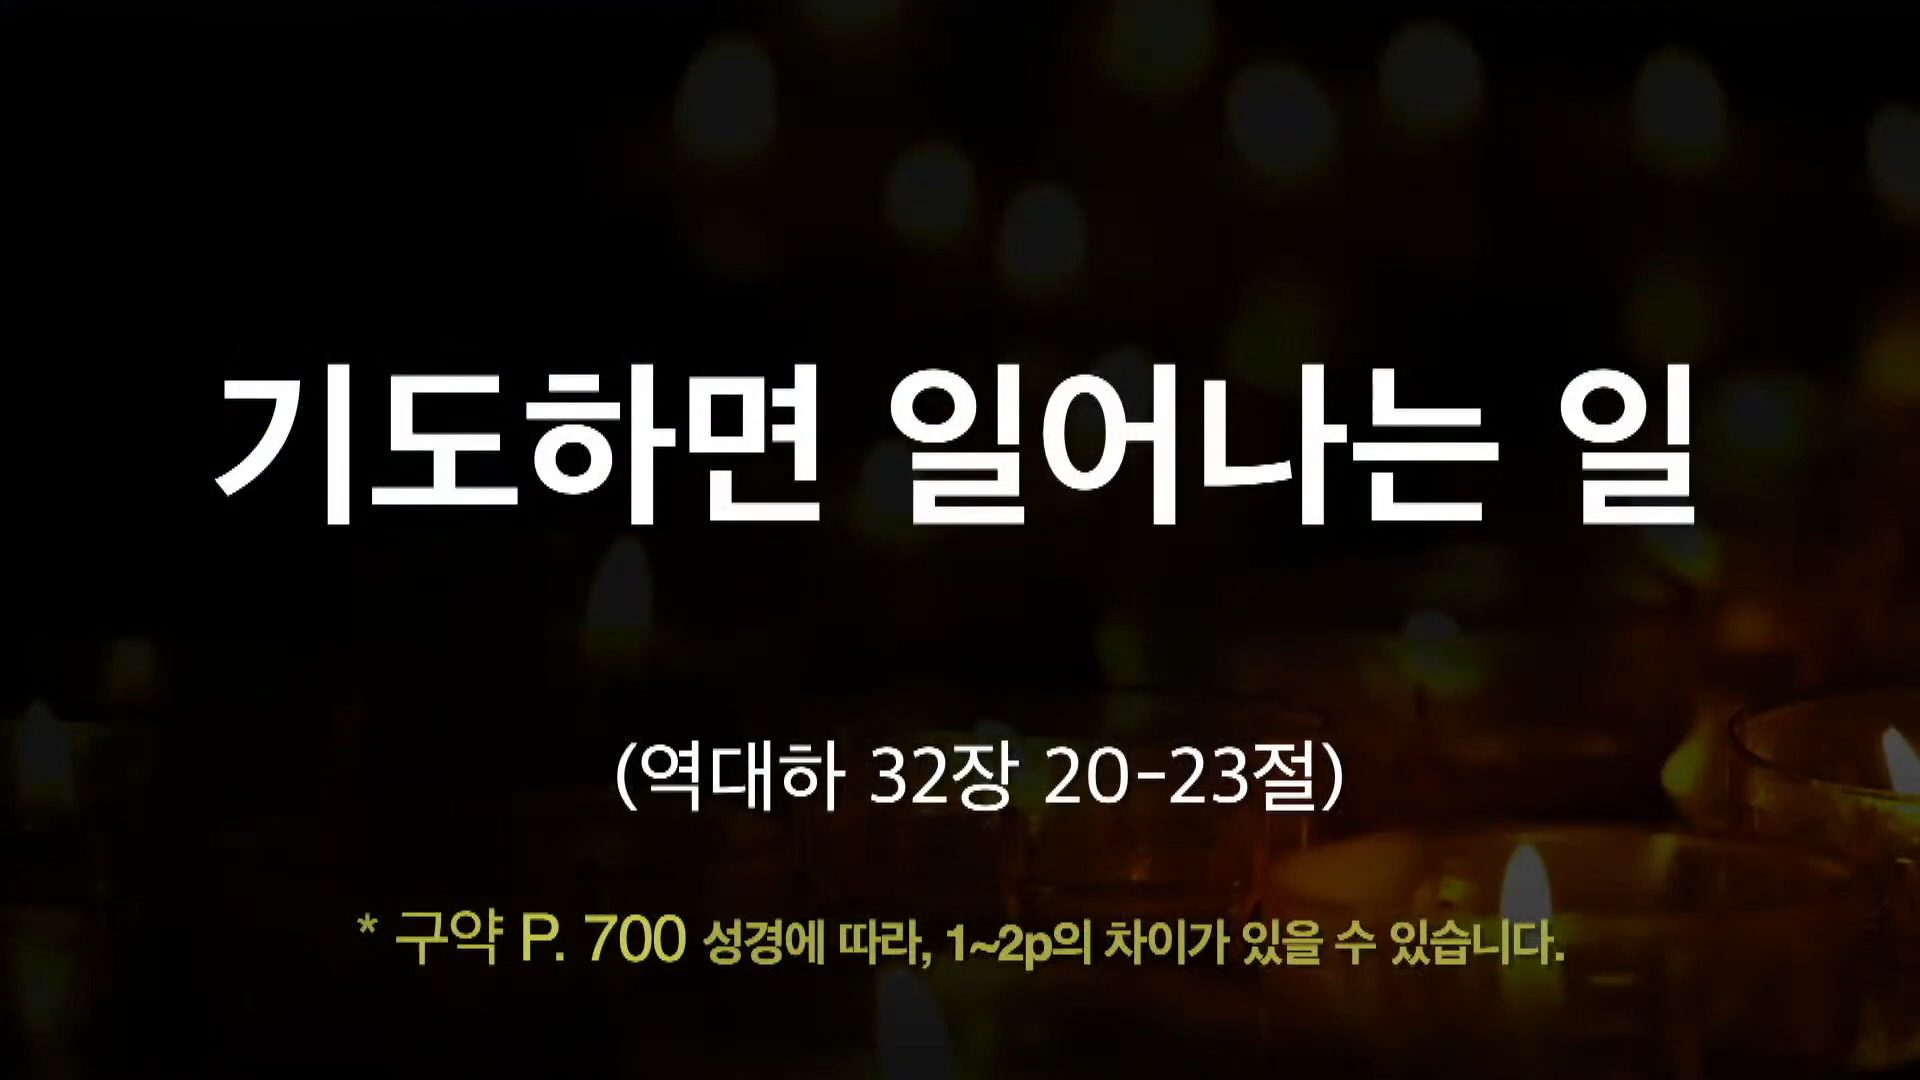 기도하면 일어나는 일
(역대하 32장 20-23절)
* 구약 P. 700 성경에 따라, 1~2p의 차이가 있을 수 있습니다.